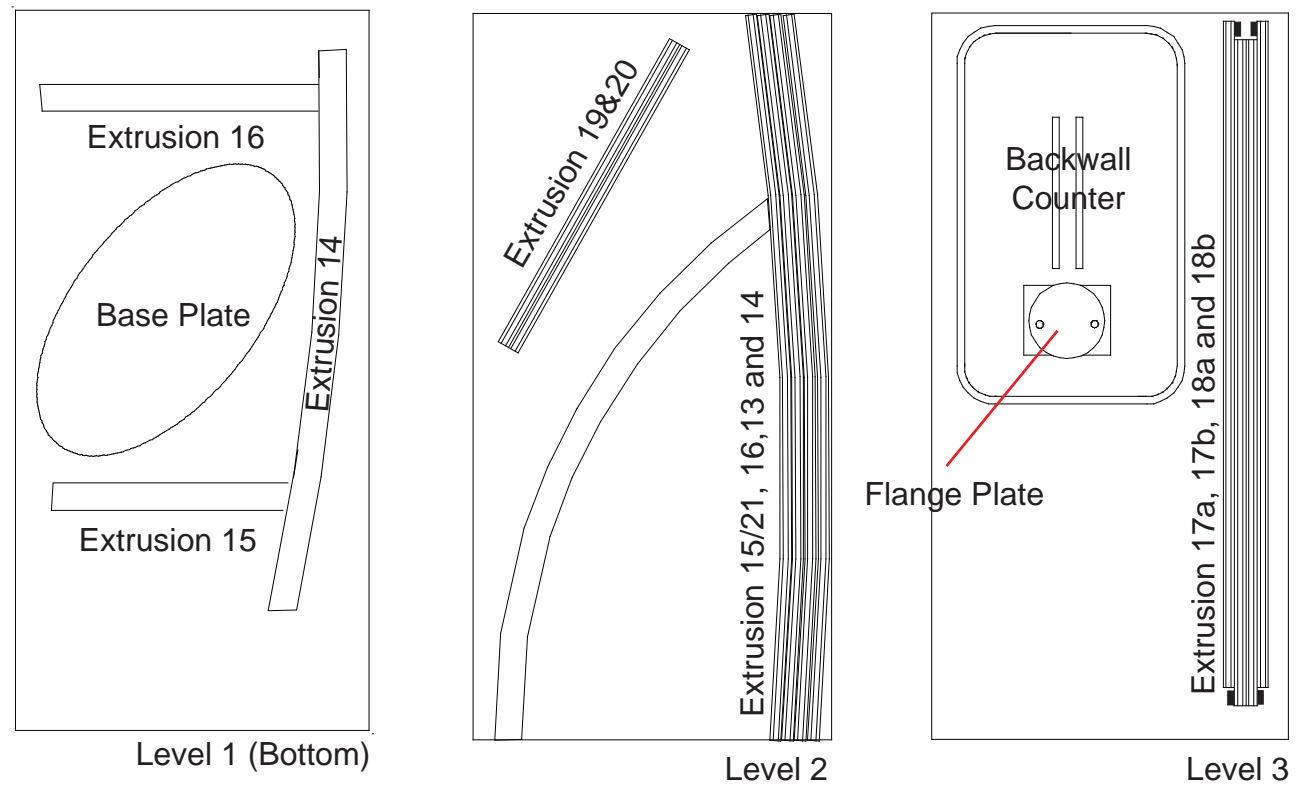 Extrusion 16
Base Plate
Extrusion 14
Extrusion 15
Level 1 (Bottom)
Extrusion 19&20
Extrusion 15/21, 16,13 and 14
Level 2
Backwall
Counter
Flange Plate
Extrusion 17a, 17b, 18a and 18b
Level 3